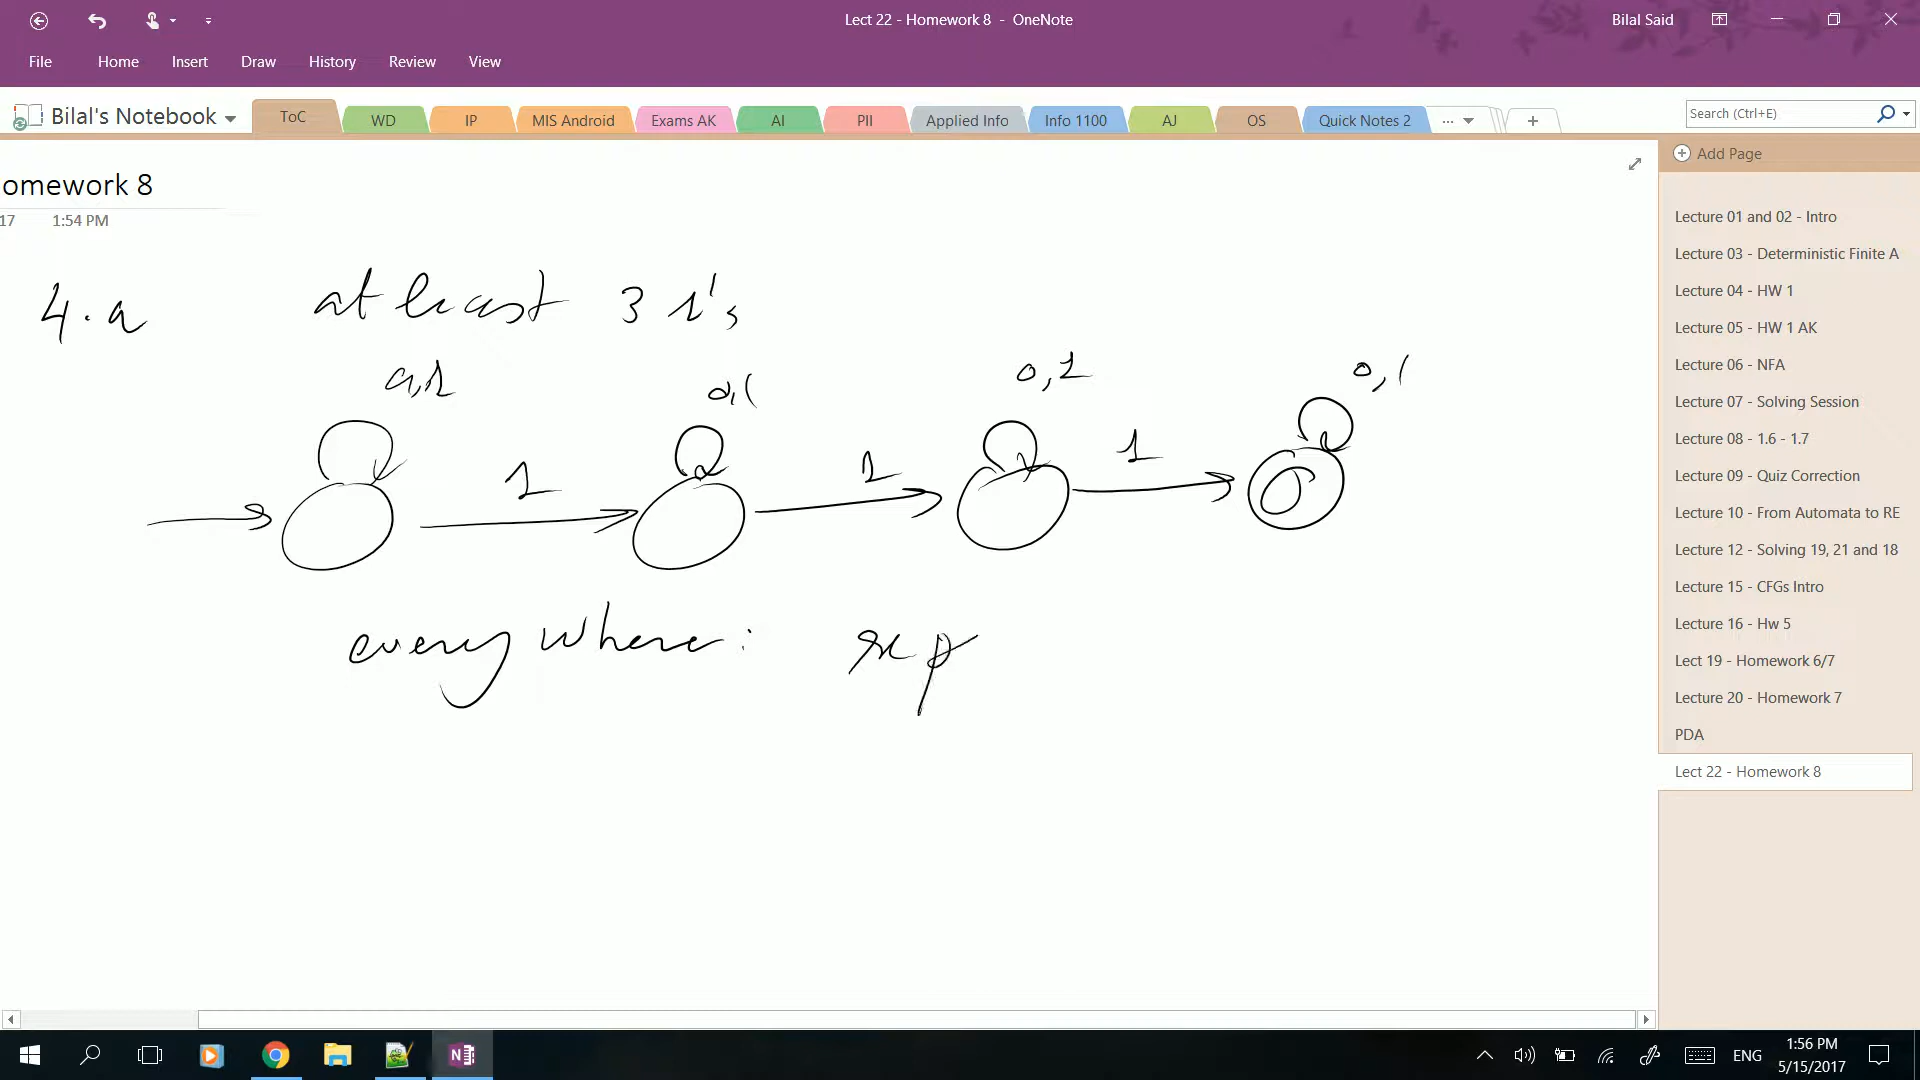 Lect 22 - Homework 8 - OneNote
Bilal Said
File Home Insert Draw History Review View
Bilal's Notebook
ToC WD IP MIS Android Exams AK AI PII Applied Info Info 1100 AJ OS Quick Notes 2 ...
Search (Ctrl+E)
Add Page
omework 8
17 1:54 PM
4.a at least 3 1's
0,1 0,1 0,1
1 1 1
everywhere: rep
Lecture 01 and 02 - Intro
Lecture 03 - Deterministic Finite A
Lecture 04 - HW 1
Lecture 05 - HW 1 AK
Lecture 06 - NFA
Lecture 07 - Solving Session
Lecture 08 - 1.6 - 1.7
Lecture 09 - Quiz Correction
Lecture 10 - From Automata to RE
Lecture 12 - Solving 19, 21 and 18
Lecture 15 - CFGs Intro
Lecture 16 - Hw 5
Lect 19 - Homework 6/7
Lecture 20 - Homework 7
PDA
Lect 22 - Homework 8
N
ENG
1:56 PM
5/15/2017